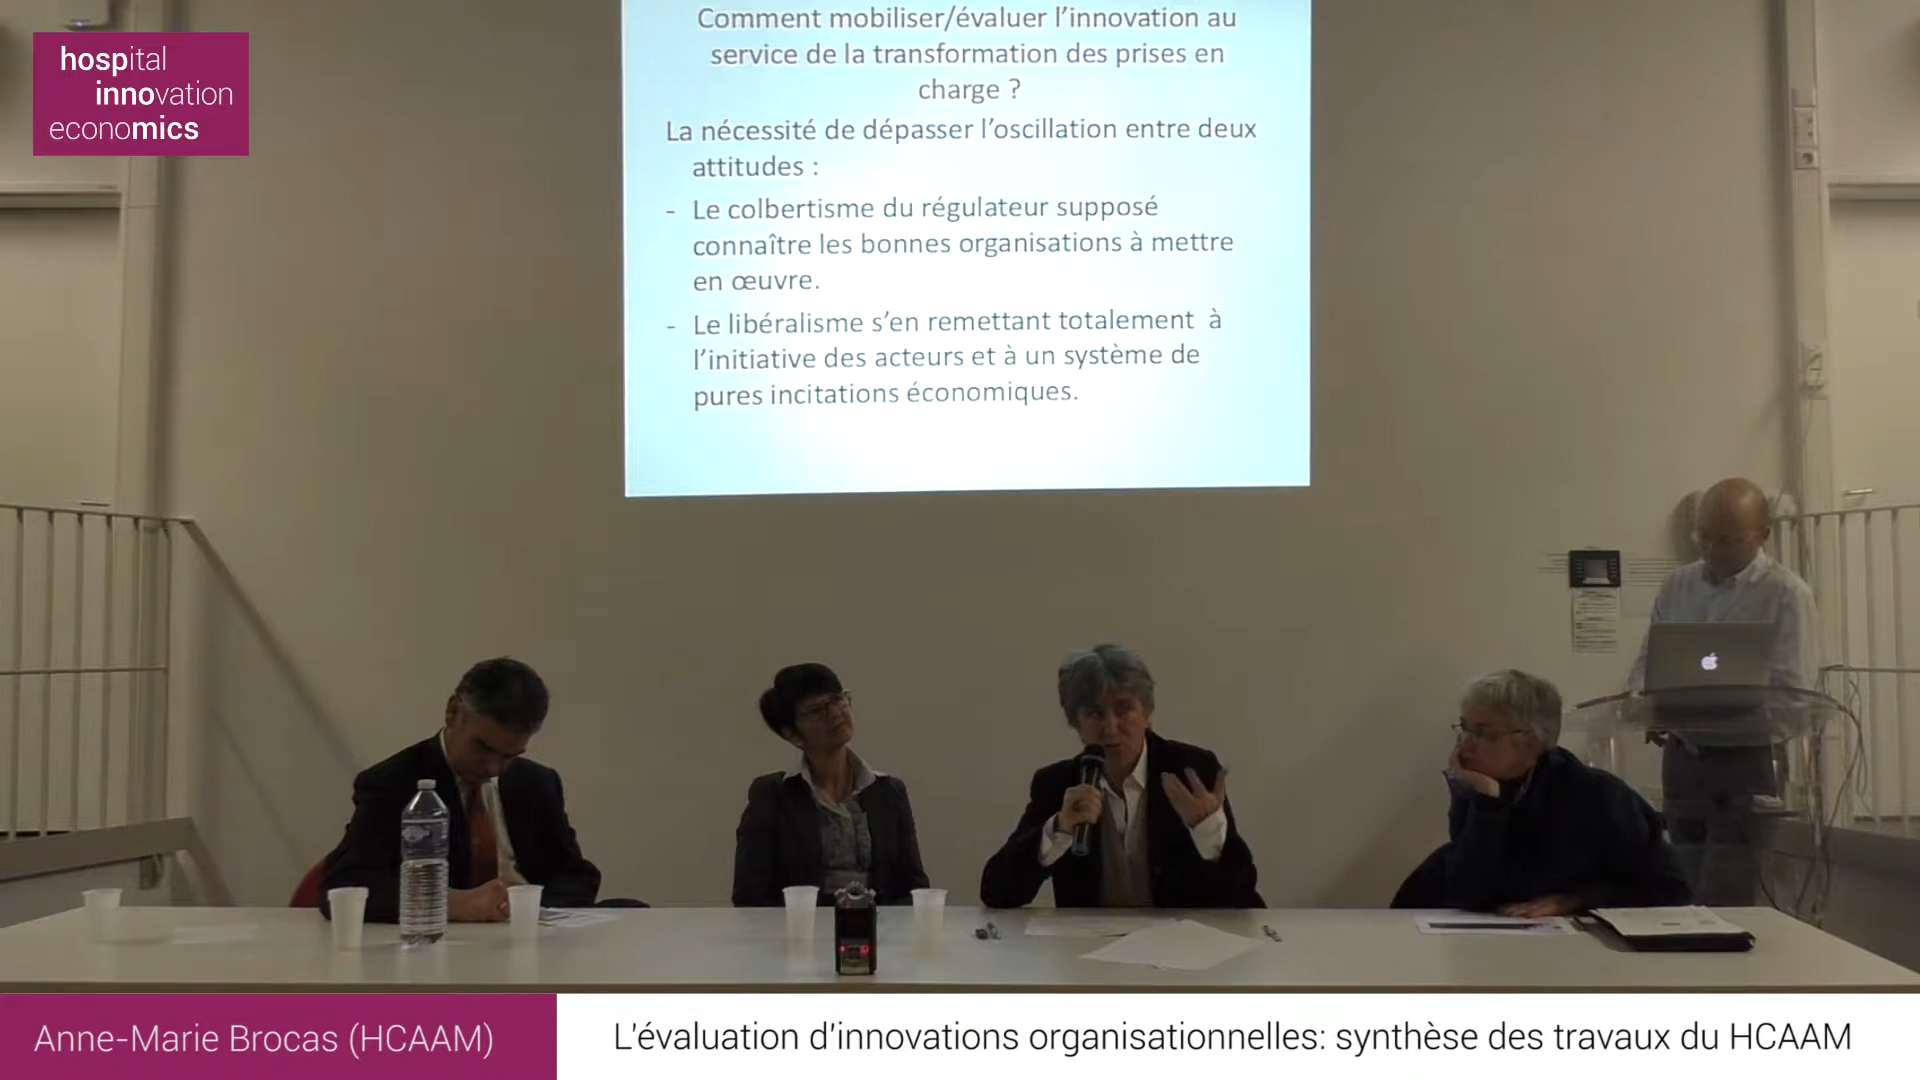 hospital
innovation
economics
Comment mobiliser/évaluer l’innovation au
service de la transformation des prises en
charge ?
La nécessité de dépasser l’oscillation entre deux
attitudes :
- Le colbertisme du régulateur supposé
connaître les bonnes organisations à mettre
en œuvre.
- Le libéralisme s’en remettant totalement à
l’initiative des acteurs et à un système de
pures incitations économiques.
Anne-Marie Brocas (HCAAM)
L'évaluation d'innovations organisationnelles: synthèse des travaux du HCAAM